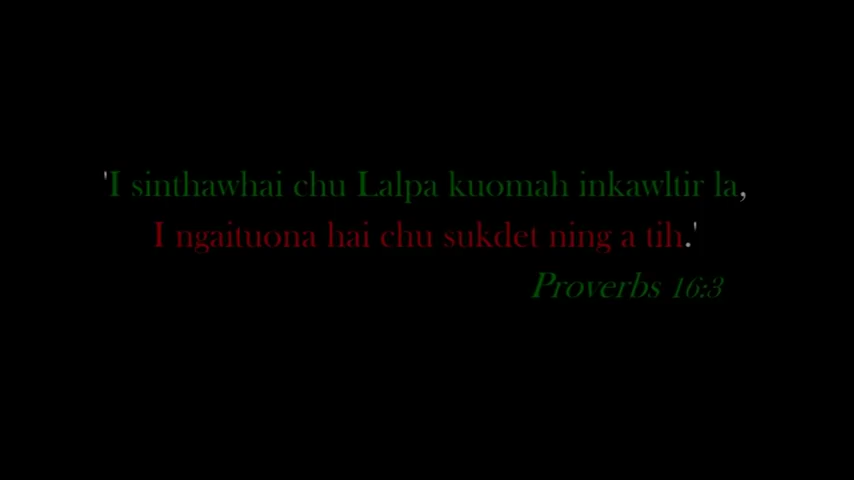 'I sinthawhai chu Lalpa kuomah inkawltir la,
I ngaituona hai chu sukdet ning a tih.'
Proverbs 16:3